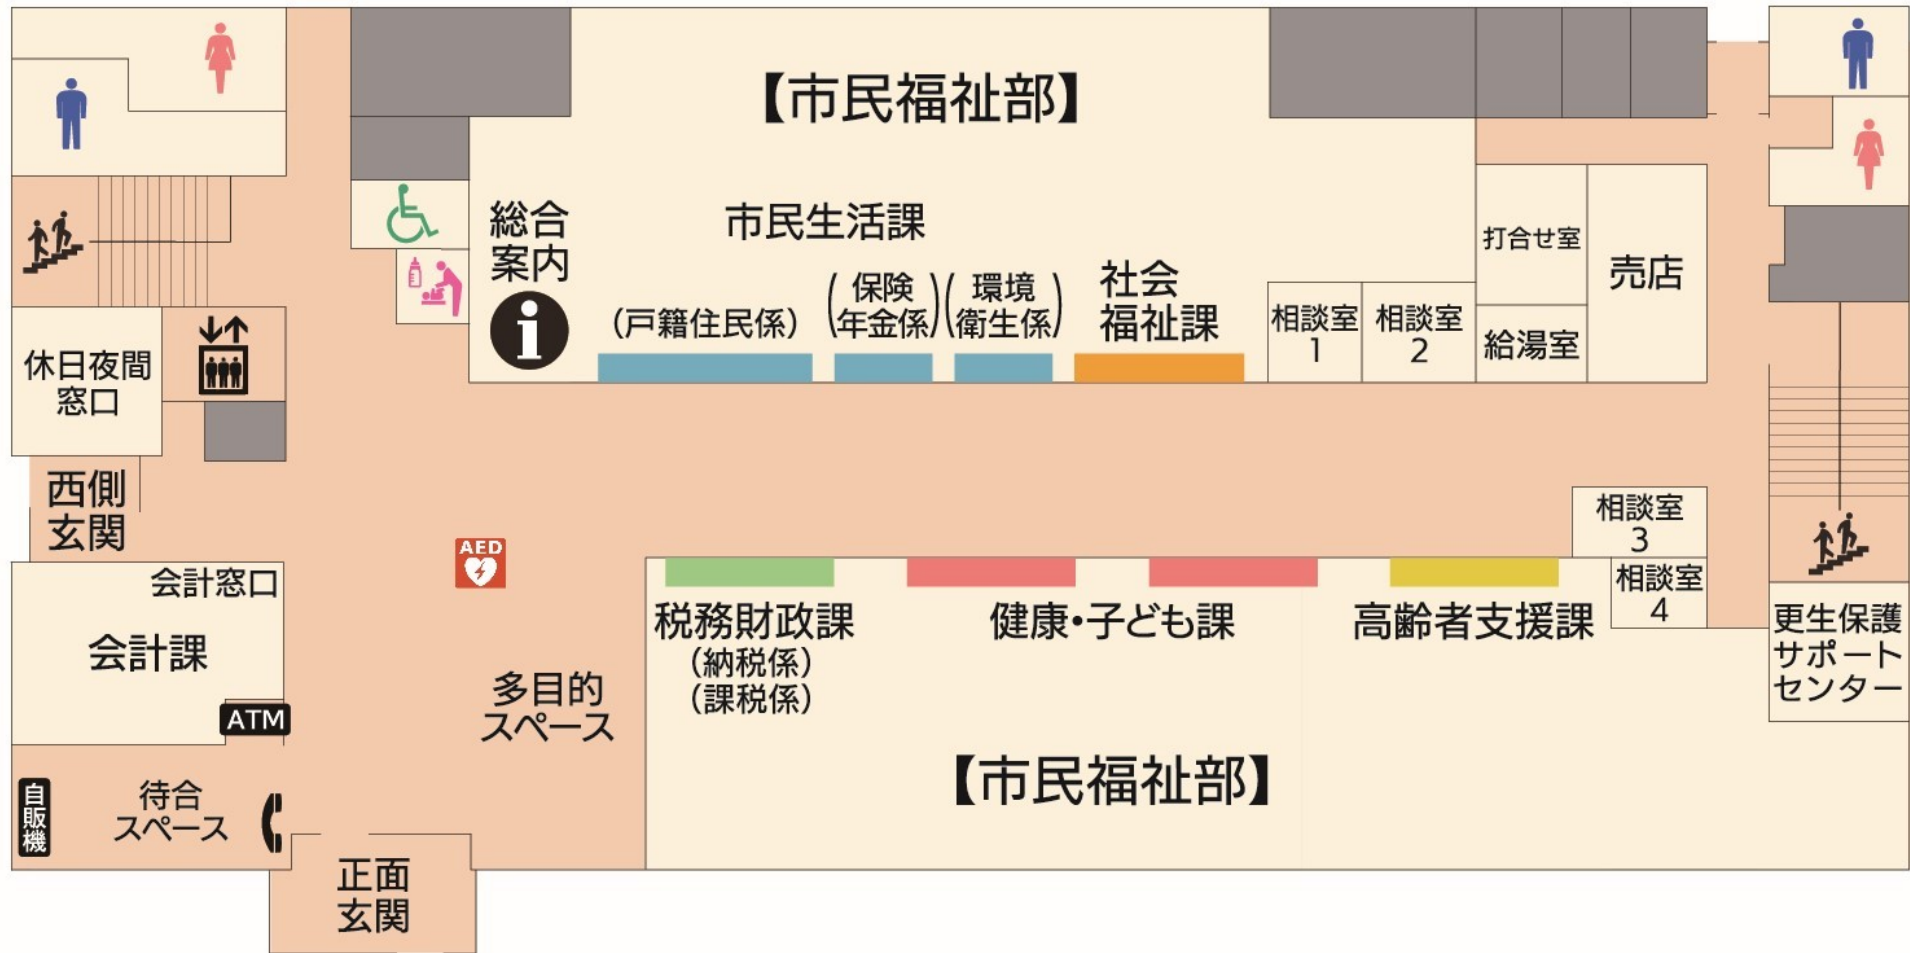 【市民福祉部】
総合
案内
市民生活課
(戸籍住民係)
(保険
年金係)
(環境
衛生係)
社会
福祉課
相談室
1
相談室
2
打合せ室
給湯室
売店
休日夜間
窓口
西側
玄関
会計窓口
会計課
ATM
自販機
待合
スペース
正面
玄関
AED
多目的
スペース
税務財政課
(納税係)
(課税係)
健康・子ども課
高齢者支援課
相談室
3
相談室
4
更生保護
サポート
センター
【市民福祉部】